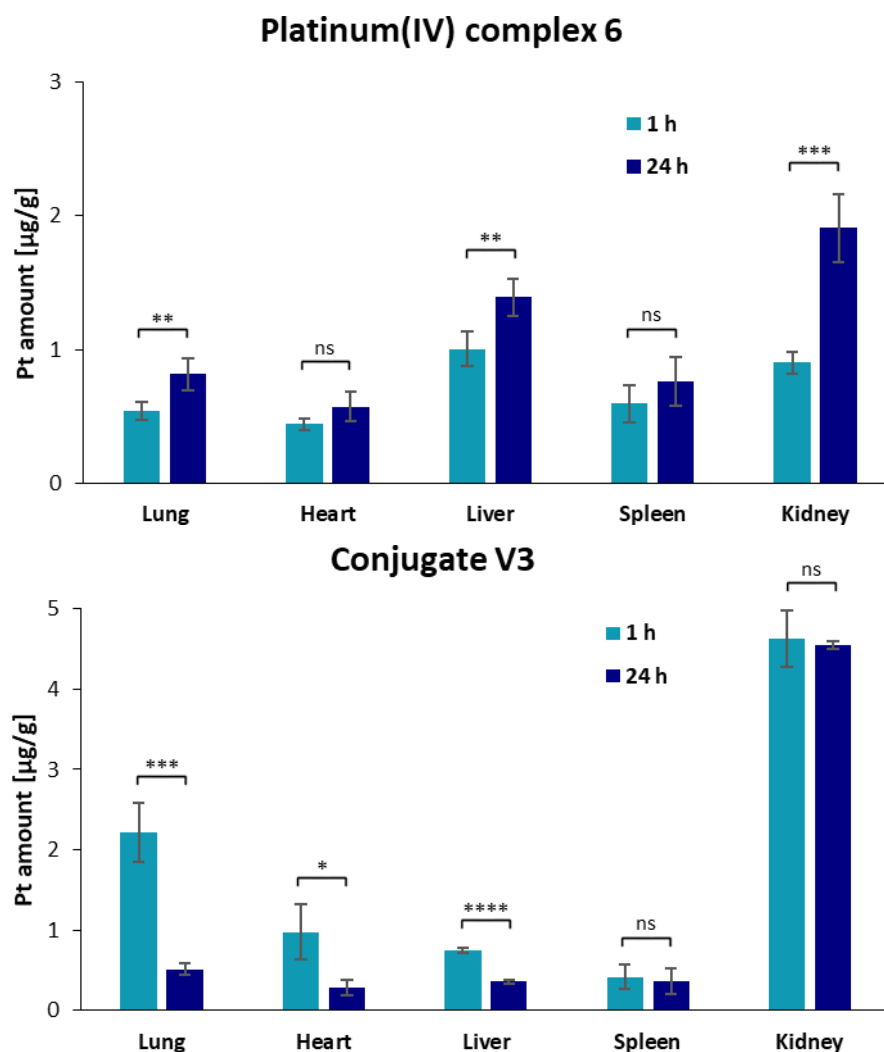 Platinum(IV) complex 6
Pt amount [µg/g]
3
2
1
0
1 h
24 h
**
ns
**
ns
***
Lung Heart Liver Spleen Kidney
Conjugate V3
Pt amount [µg/g]
5
4
3
2
1
0
1 h
24 h
***
*
****
ns
ns
Lung Heart Liver Spleen Kidney